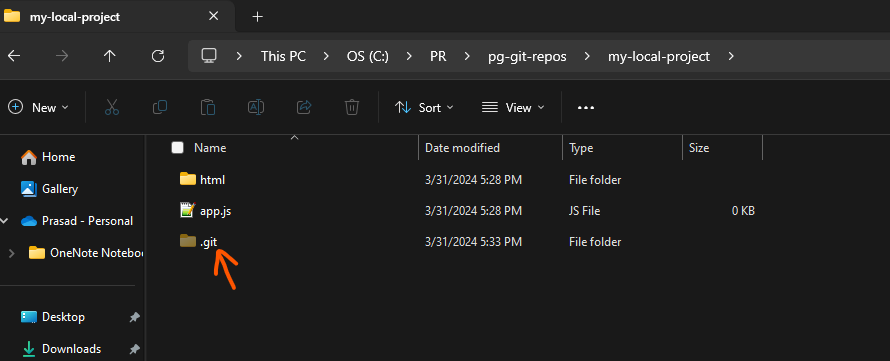 my-local-project
This PC > OS (C:) > PR > pg-git-repos > my-local-project >
New Sort View ...
Name Date modified Type Size
Home
Gallery
Prasad - Personal
OneNote Noteboo
Desktop
Downloads
html 3/31/2024 5:28 PM File folder
app.js 3/31/2024 5:28 PM JS File 0 KB
.git 3/31/2024 5:33 PM File folder